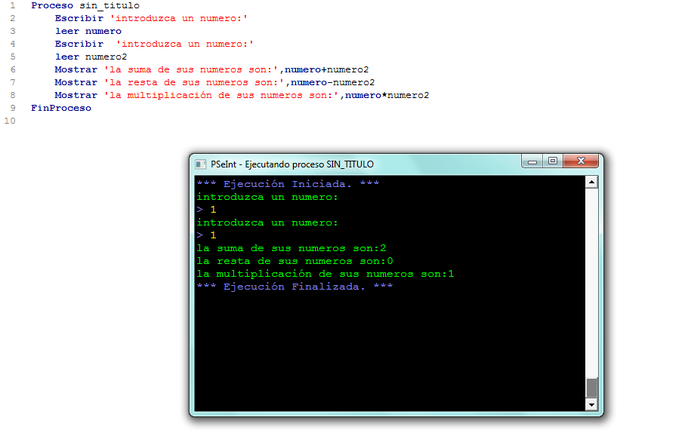 1 Proceso sin_titulo
2 Escribir 'introduzca un numero:'
3 leer numero
4 Escribir 'introduzca un numero:'
5 leer numero2
6 Mostrar 'la suma de sus numeros son:',numero+numero2
7 Mostrar 'la resta de sus numeros son:',numero-numero2
8 Mostrar 'la multiplicación de sus numeros son:',numero*numero2
9 FinProceso
10
PSeInt - Ejecutando proceso SIN_TITULO
*** Ejecución Iniciada. ***
introduzca un numero:
> 1
introduzca un numero:
> 1
la suma de sus numeros son:2
la resta de sus numeros son:0
la multiplicación de sus numeros son:1
*** Ejecución Finalizada. ***